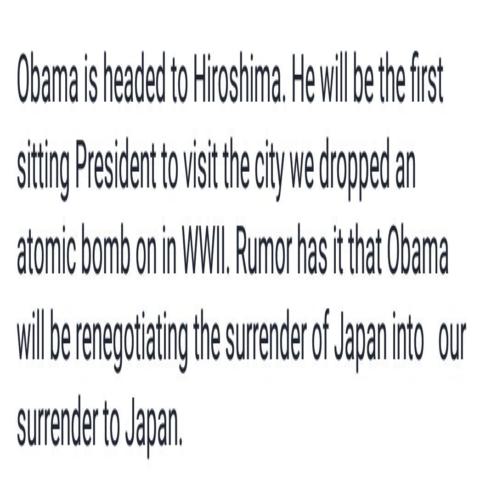 Obama is headed to Hiroshima. He will be the first
sitting President to visit the city we dropped an
atomic bomb on in WWII. Rumor has it that Obama
will be renegotiating the surrender of Japan into our
surrender to Japan.